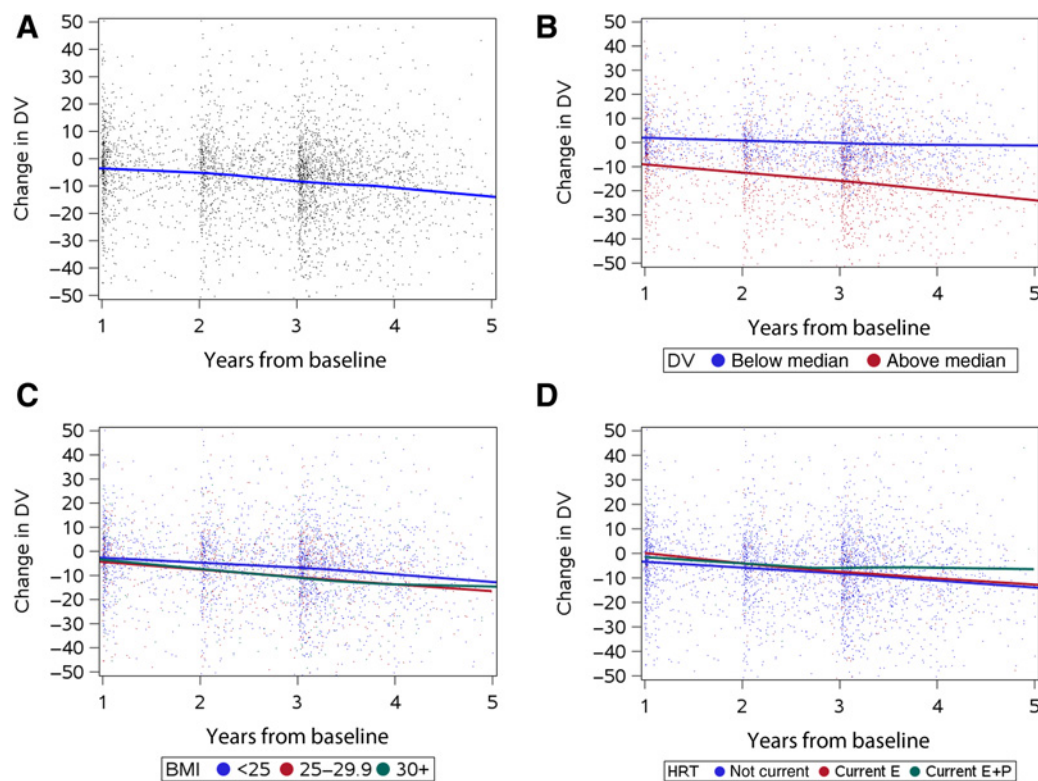 A
50
40
30
20
10
0
−10
−20
−30
−40
−50
Change in DV
1 2 3 4 5
Years from baseline
B
50
40
30
20
10
0
−10
−20
−30
−40
−50
Change in DV
1 2 3 4 5
Years from baseline
DV Below median Above median
C
50
40
30
20
10
0
−10
−20
−30
−40
−50
Change in DV
1 2 3 4 5
Years from baseline
BMI <25 25–29.9 30+
D
50
40
30
20
10
0
−10
−20
−30
−40
−50
Change in DV
1 2 3 4 5
Years from baseline
HRT Not current Current E Current E+P